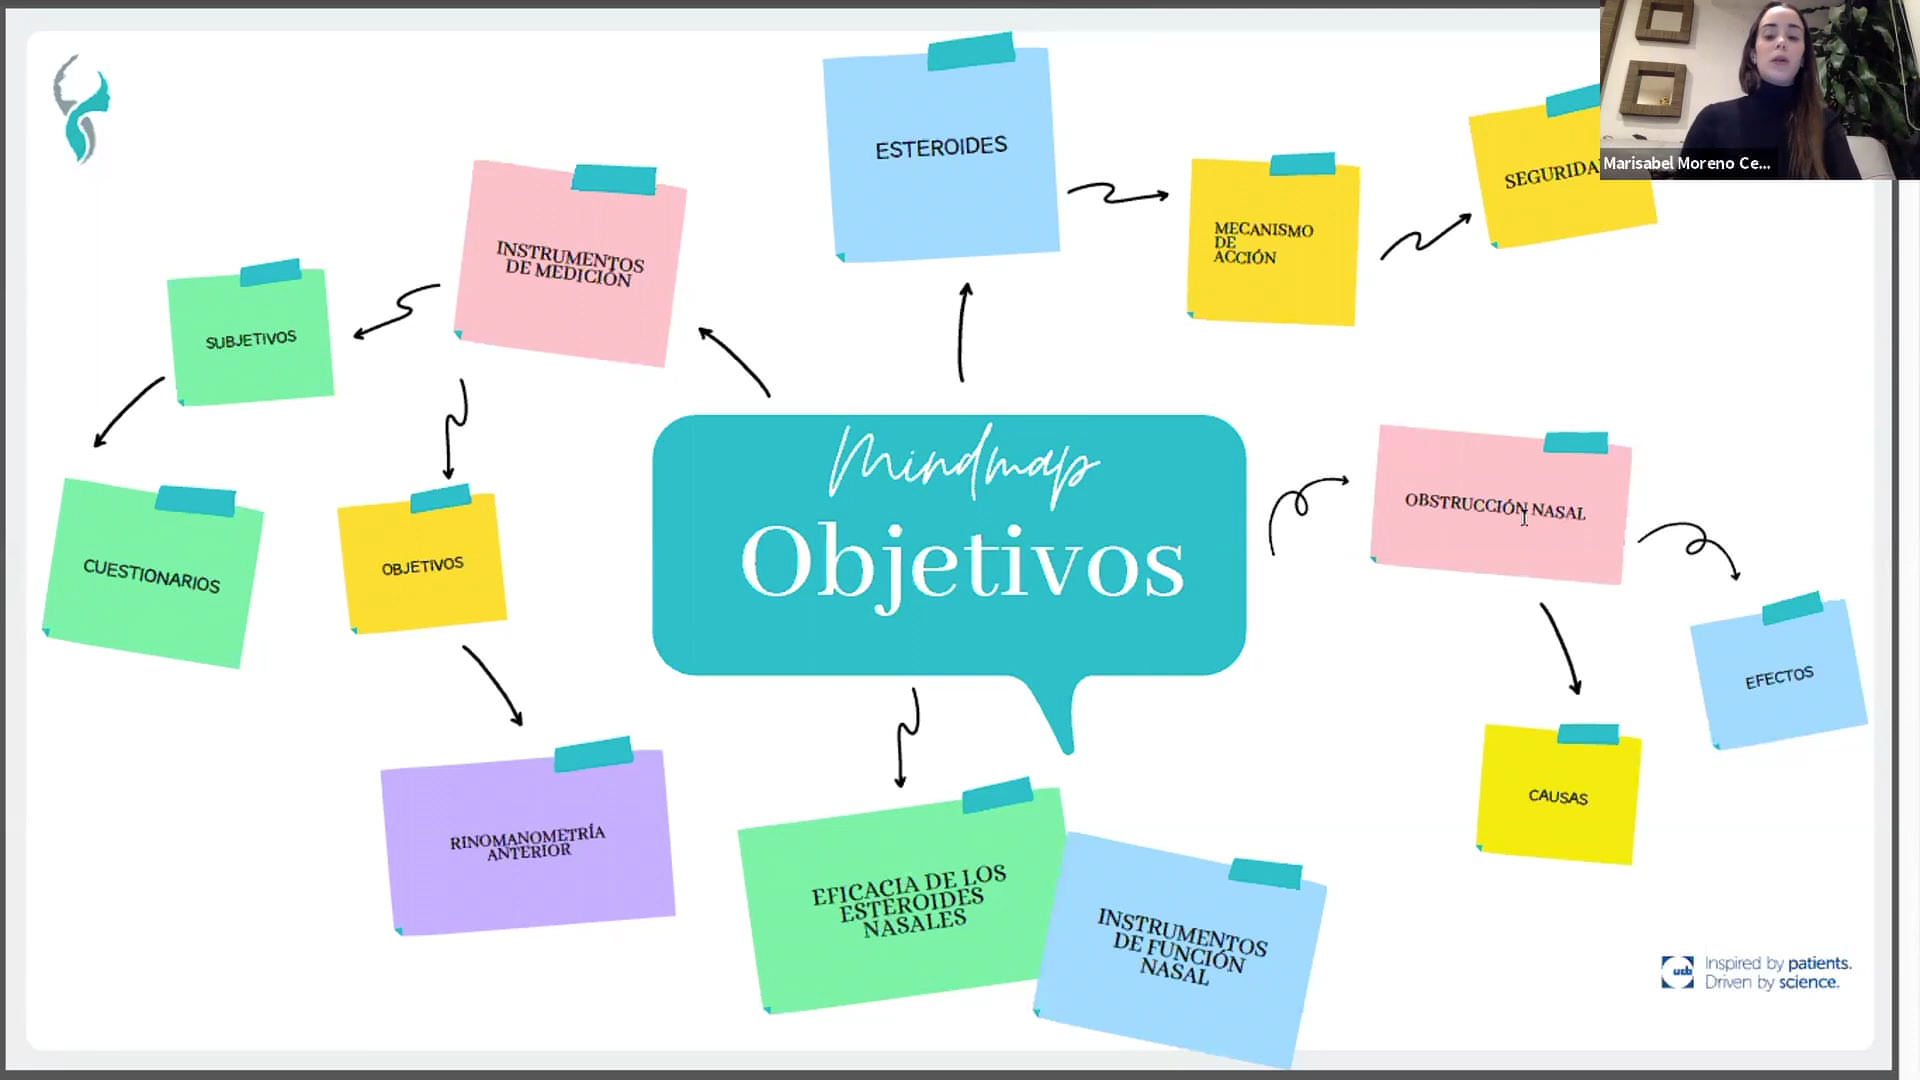 ESTEROIDES
MECANISMO
DE
ACCIÓN
Marisabel Moreno Ce...
INSTRUMENTOS
DE MEDICIÓN
SUBJETIVOS
CUESTIONARIOS
OBJETIVOS
Mindmap
Objetivos
OBSTRUCCIÓN NASAL
EFECTOS
CAUSAS
RINOMANOMETRÍA
ANTERIOR
EFICACIA DE LOS
ESTEROIDES
NASALES
INSTRUMENTOS
DE FUNCIÓN
NASAL
ucb
Inspired by patients.
Driven by science.